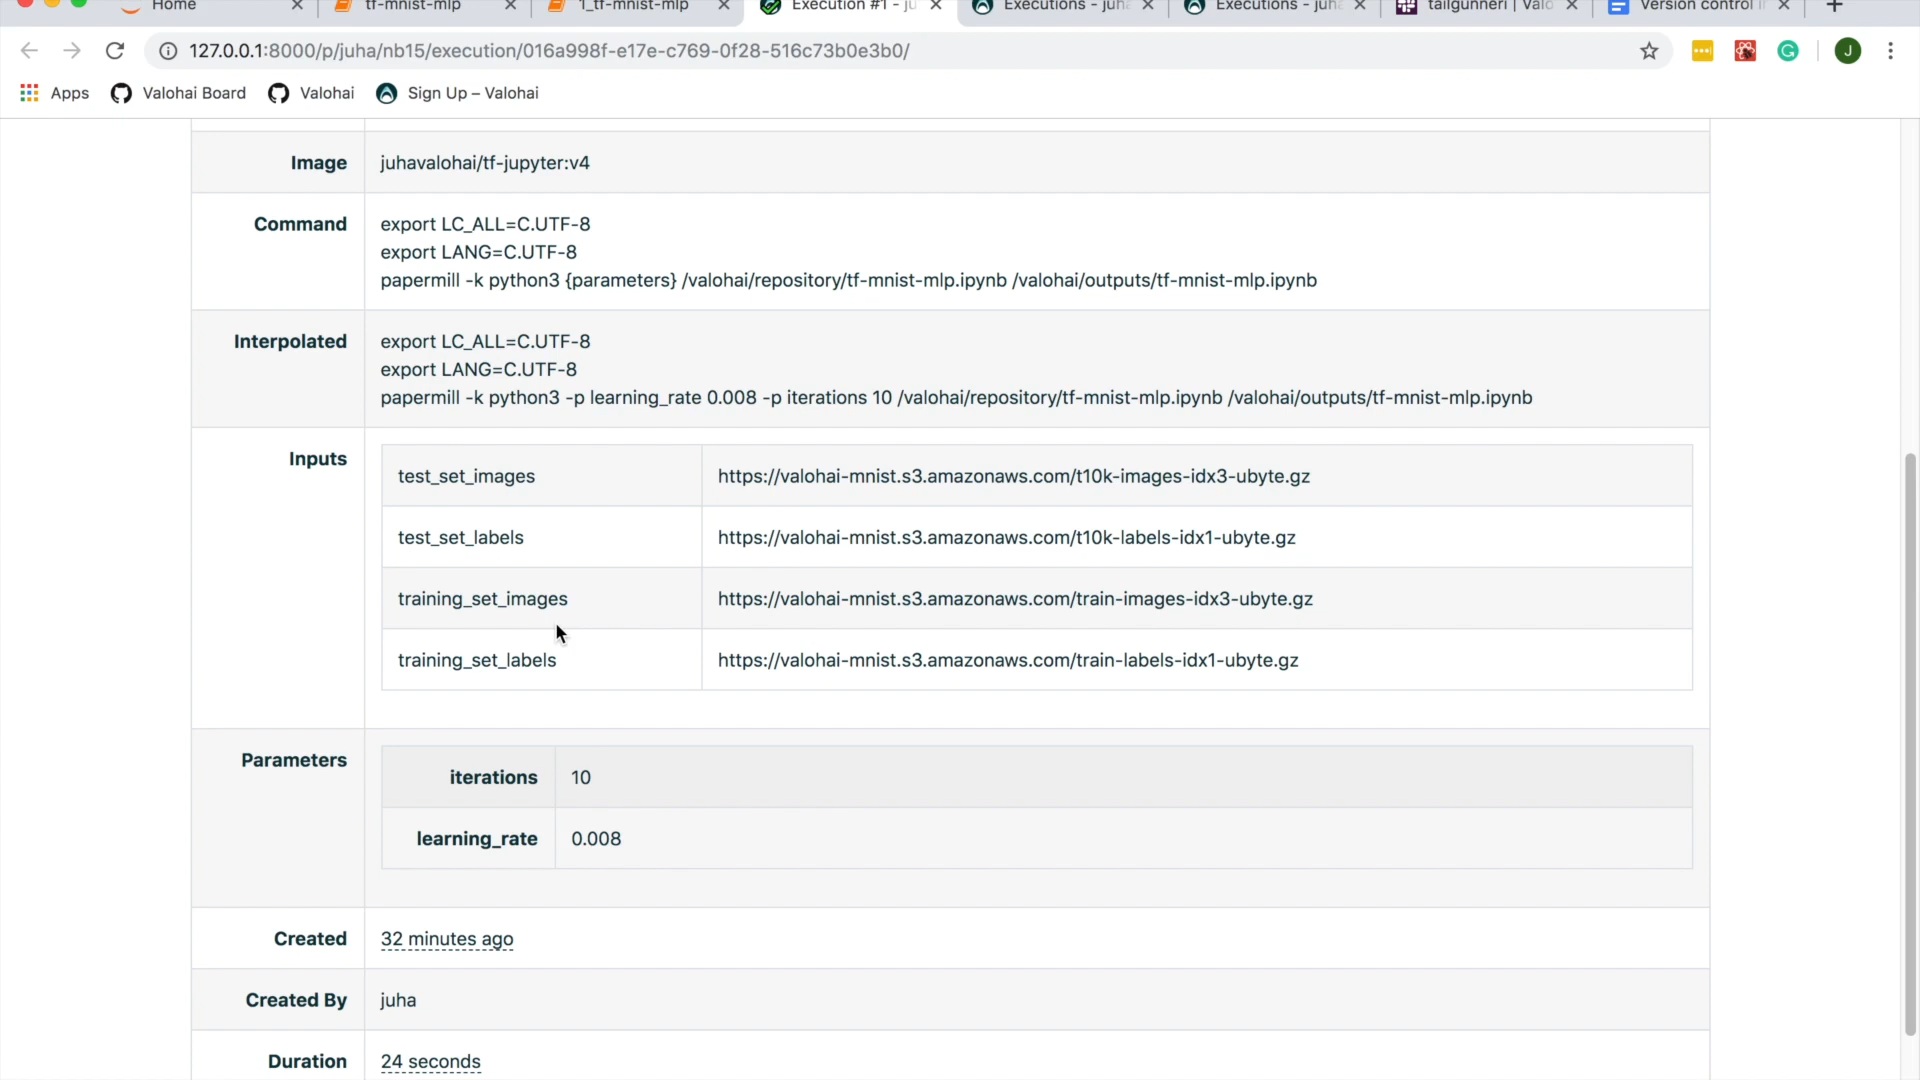 Home
tf-mnist-mlp
1_tf-mnist-mlp
Execution #1 - ju
Executions - juha
Executions - juha
tailgunneri | Valo
Version control
127.0.0.1:8000/p/juha/nb15/execution/016a998f-e17e-c769-0f28-516c73b0e3b0/
J
Apps
Valohai Board
Valohai
Sign Up – Valohai
Image
juhavalohai/tf-jupyter:v4
Command
export LC_ALL=C.UTF-8
export LANG=C.UTF-8
papermill -k python3 {parameters} /valohai/repository/tf-mnist-mlp.ipynb /valohai/outputs/tf-mnist-mlp.ipynb
Interpolated
export LC_ALL=C.UTF-8
export LANG=C.UTF-8
papermill -k python3 -p learning_rate 0.008 -p iterations 10 /valohai/repository/tf-mnist-mlp.ipynb /valohai/outputs/tf-mnist-mlp.ipynb
Inputs
test_set_images
https://valohai-mnist.s3.amazonaws.com/t10k-images-idx3-ubyte.gz
test_set_labels
https://valohai-mnist.s3.amazonaws.com/t10k-labels-idx1-ubyte.gz
training_set_images
https://valohai-mnist.s3.amazonaws.com/train-images-idx3-ubyte.gz
training_set_labels
https://valohai-mnist.s3.amazonaws.com/train-labels-idx1-ubyte.gz
Parameters
iterations
10
learning_rate
0.008
Created
32 minutes ago
Created By
juha
Duration
24 seconds